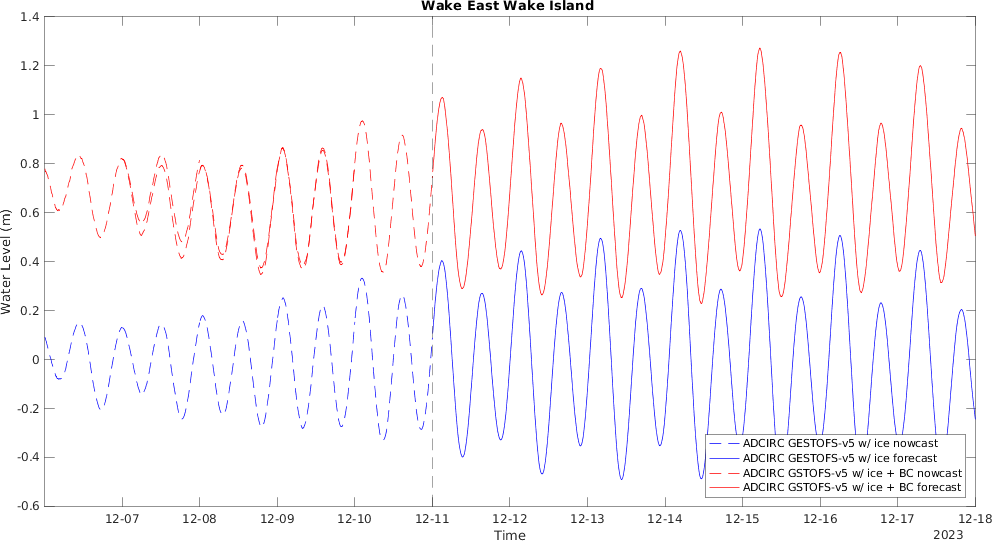 Wake East Wake Island
1.4
1.2
1
0.8
0.6
0.4
0.2
0
-0.2
-0.4
-0.6
Water Level (m)
ADCIRC GESTOFS-v5 w/ ice nowcast
ADCIRC GESTOFS-v5 w/ ice forecast
ADCIRC GSTOFS-v5 w/ ice + BC nowcast
ADCIRC GSTOFS-v5 w/ ice + BC forecast
12-07 12-08 12-09 12-10 12-11 12-12 12-13 12-14 12-15 12-16 12-17 12-18
Time
2023